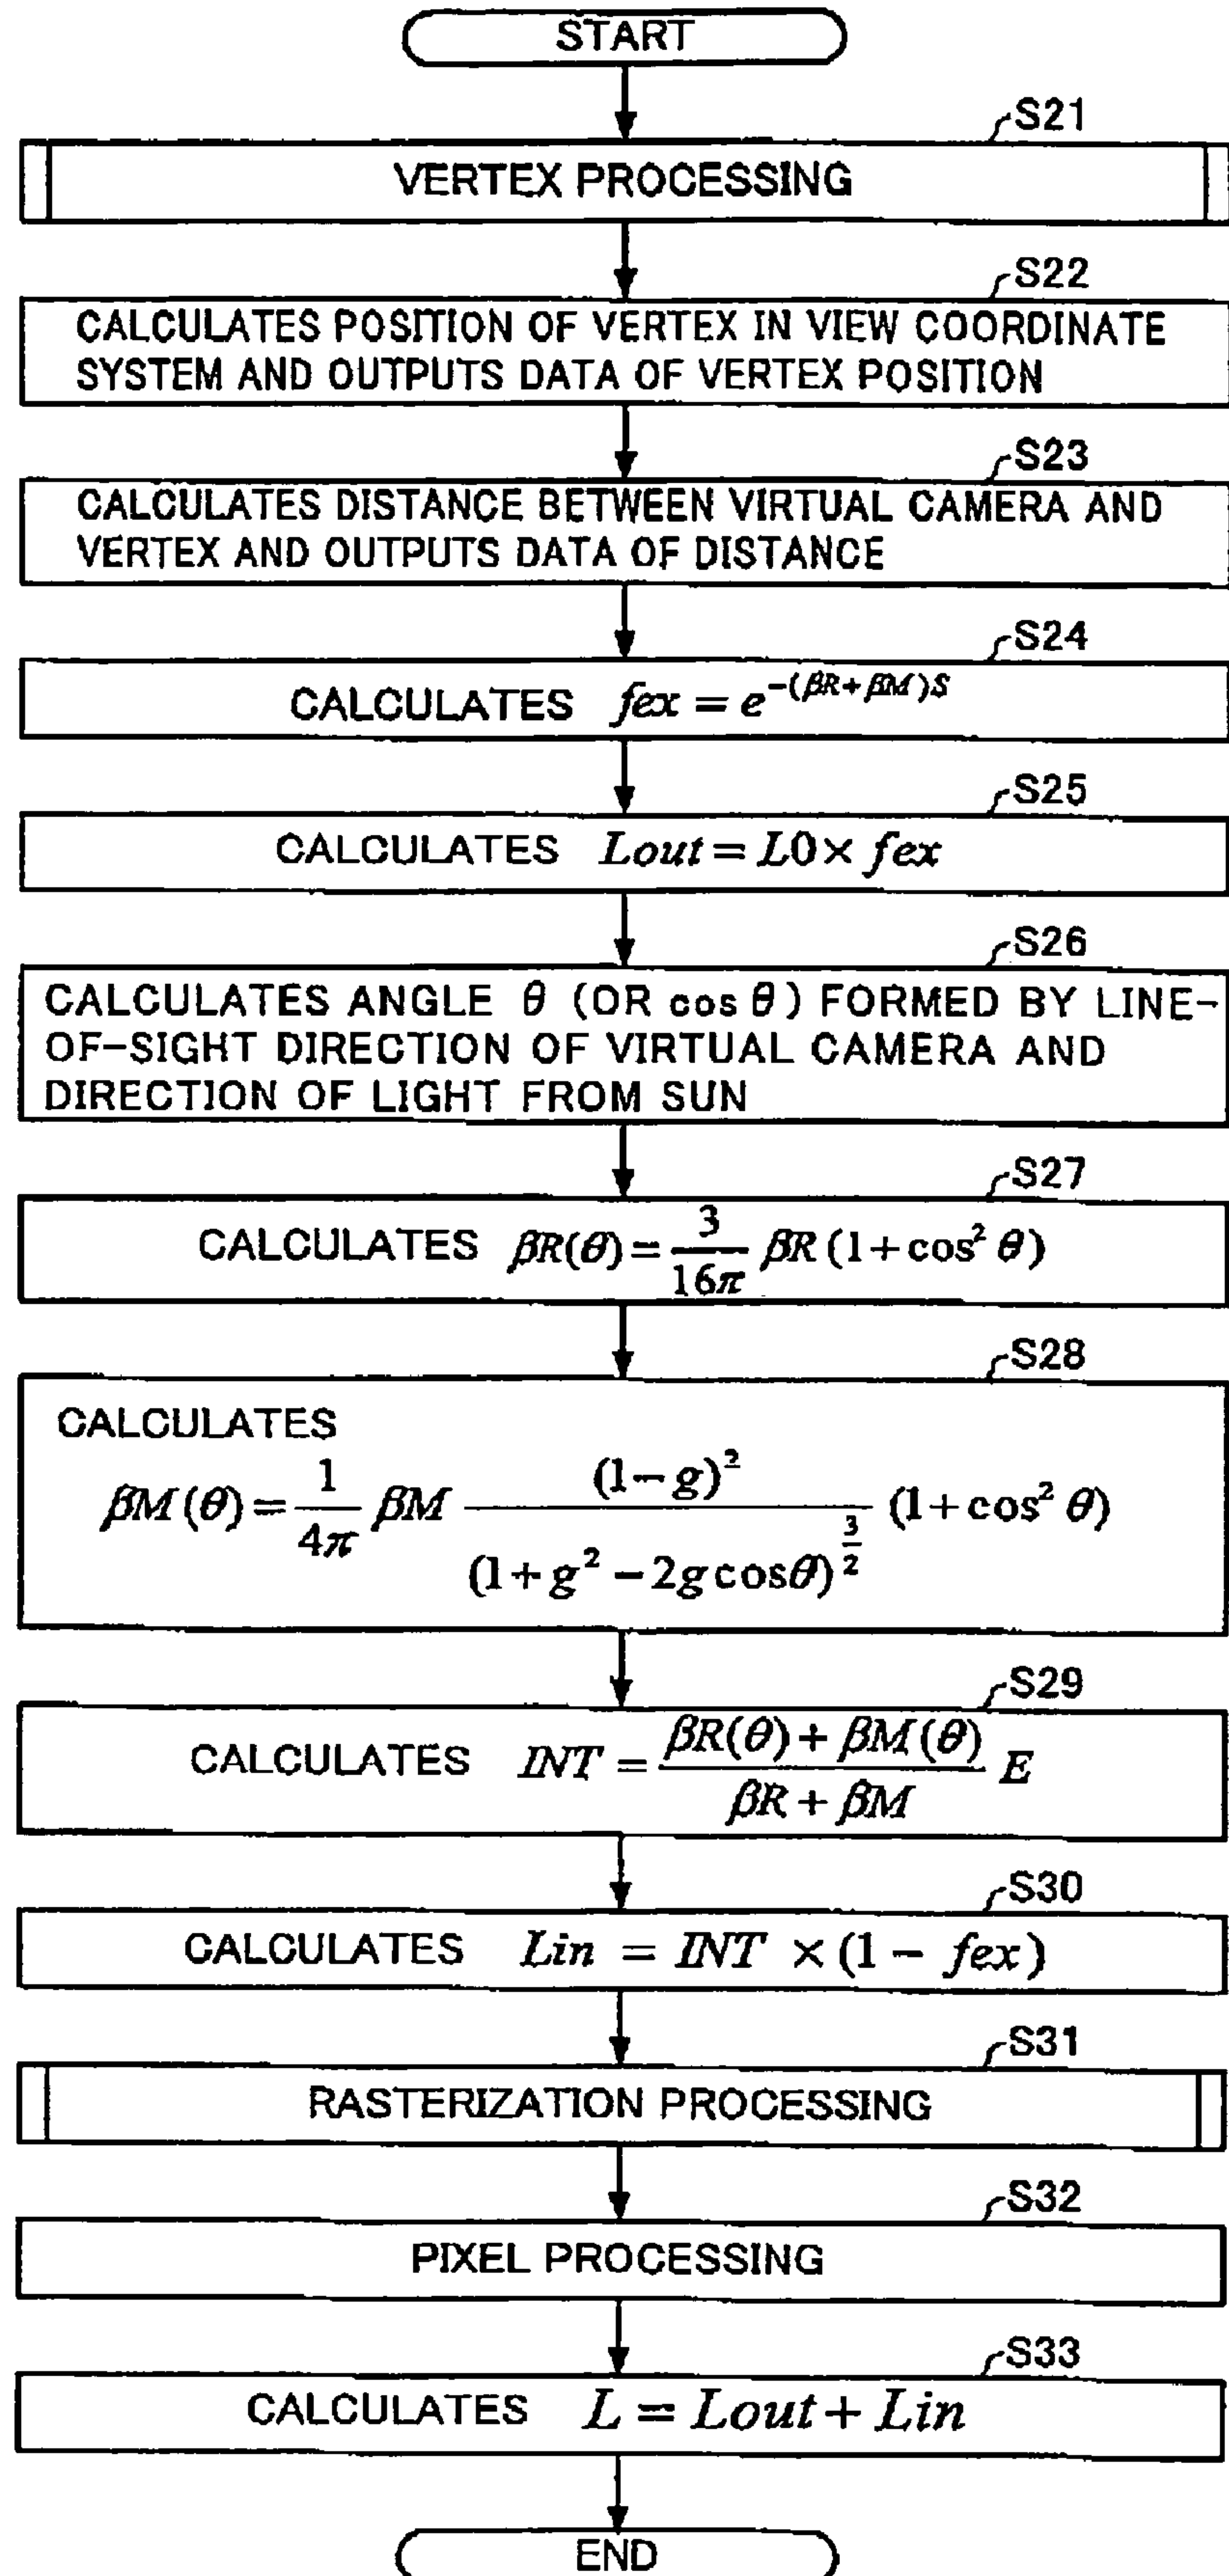 START
S21
VERTEX PROCESSING
S22
CALCULATES POSITION OF VERTEX IN VIEW COORDINATE
SYSTEM AND OUTPUTS DATA OF VERTEX POSITION
S23
CALCULATES DISTANCE BETWEEN VIRTUAL CAMERA AND
VERTEX AND OUTPUTS DATA OF DISTANCE
S24
CALCULATES fex = e^{-(βR+βM)S}
S25
CALCULATES Lout = L0 × fex
S26
CALCULATES ANGLE θ (OR cos θ) FORMED BY LINE-
OF-SIGHT DIRECTION OF VIRTUAL CAMERA AND
DIRECTION OF LIGHT FROM SUN
S27
CALCULATES βR(θ) = \frac{3}{16π} βR (1 + cos² θ)
S28
CALCULATES
βM(θ) = \frac{1}{4π} βM \frac{(1-g)²}{(1+g²-2g cosθ)^{\frac{3}{2}}} (1 + cos² θ)
S29
CALCULATES INT = \frac{βR(θ) + βM(θ)}{βR + βM} E
S30
CALCULATES Lin = INT × (1 - fex)
S31
RASTERIZATION PROCESSING
S32
PIXEL PROCESSING
S33
CALCULATES L = Lout + Lin
END